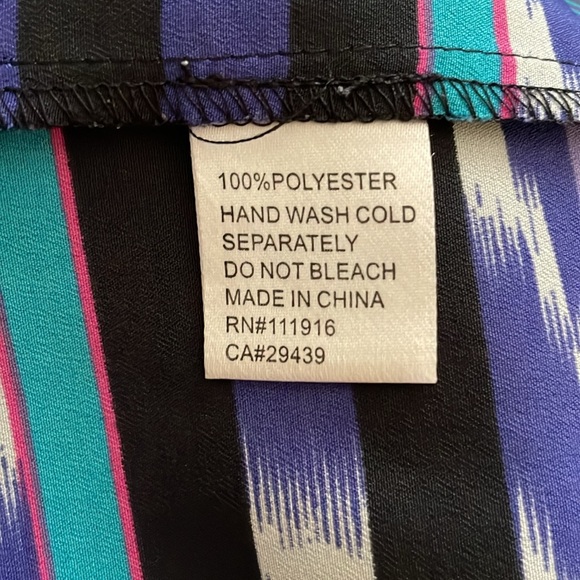 100%POLYESTER
HAND WASH COLD
SEPARATELY
DO NOT BLEACH
MADE IN CHINA
RN#111916
CA#29439